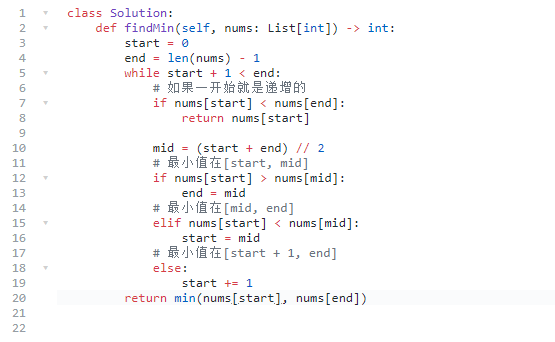 1 class Solution:
2     def findMin(self, nums: List[int]) -> int:
3         start = 0
4         end = len(nums) - 1
5         while start + 1 < end:
6             # 如果一开始就是递增的
7             if nums[start] < nums[end]:
8                 return nums[start]
9
10             mid = (start + end) // 2
11             # 最小值在[start, mid]
12             if nums[start] > nums[mid]:
13                 end = mid
14             # 最小值在[mid, end]
15             elif nums[start] < nums[mid]:
16                 start = mid
17             # 最小值在[start + 1, end]
18             else:
19                 start += 1
20         return min(nums[start], nums[end])
21
22